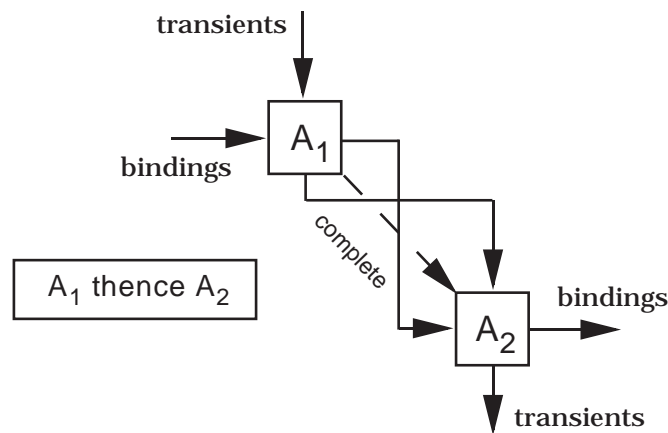 transients
bindings
A1
complete
A1 thence A2
A2
bindings
transients